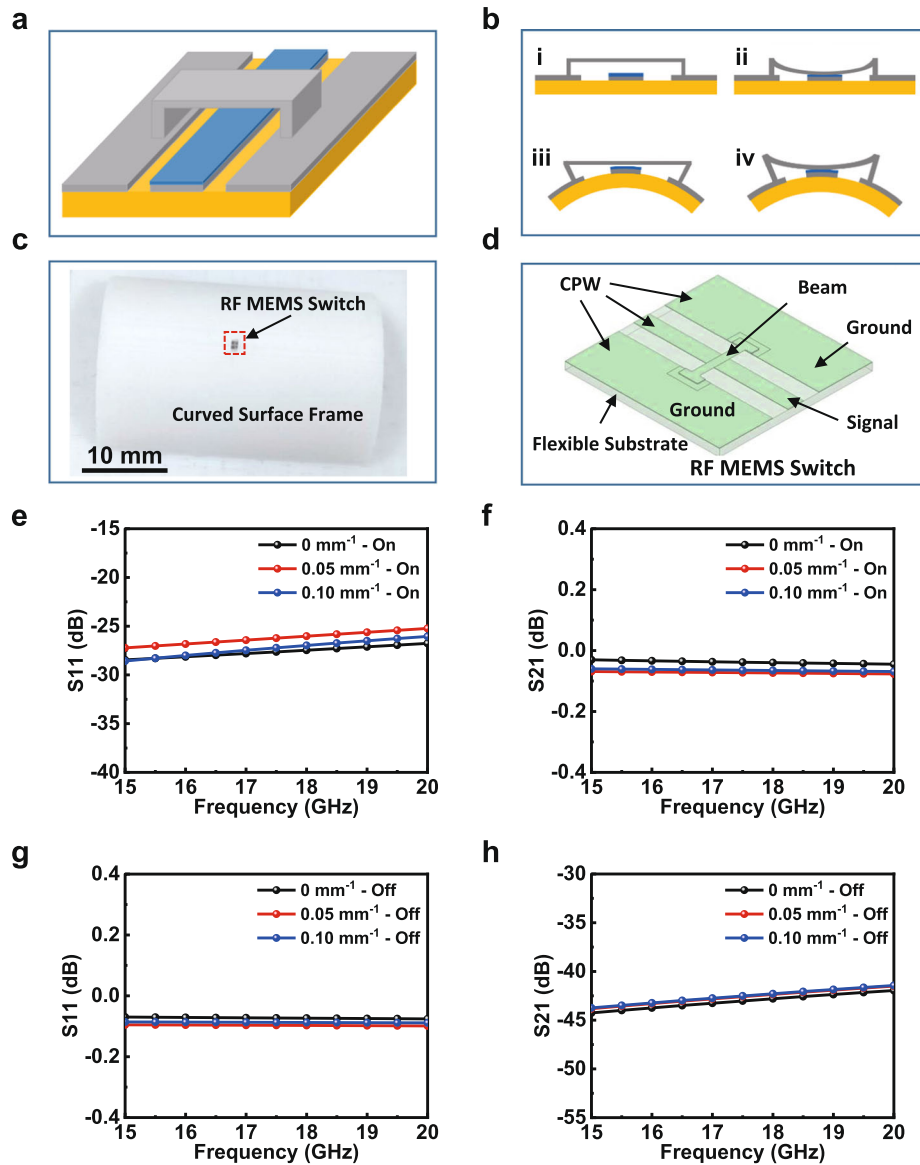 a
b
i
ii
iii
iv
c
d
RF MEMS Switch
Curved Surface Frame
10 mm
CPW
Beam
Ground
Ground
Signal
Flexible Substrate
RF MEMS Switch
e
-15
-20
-25
-30
-35
-40
S11 (dB)
0 mm⁻¹ - On
0.05 mm⁻¹ - On
0.10 mm⁻¹ - On
15 16 17 18 19 20
Frequency (GHz)
f
0.4
0.2
0.0
-0.2
-0.4
S21 (dB)
0 mm⁻¹ - On
0.05 mm⁻¹ - On
0.10 mm⁻¹ - On
15 16 17 18 19 20
Frequency (GHz)
g
0.4
0.2
0.0
-0.2
-0.4
S11 (dB)
0 mm⁻¹ - Off
0.05 mm⁻¹ - Off
0.10 mm⁻¹ - Off
15 16 17 18 19 20
Frequency (GHz)
h
-30
-35
-40
-45
-50
-55
S21 (dB)
0 mm⁻¹ - Off
0.05 mm⁻¹ - Off
0.10 mm⁻¹ - Off
15 16 17 18 19 20
Frequency (GHz)